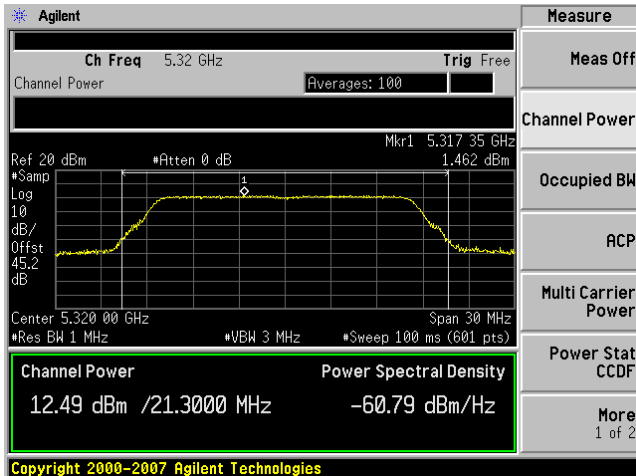 Agilent
Measure
Ch Freq 5.32 GHz Trig Free
Channel Power Averages: 100
Mkr1 5.317 35 GHz
Ref 20 dBm #Atten 0 dB 1.462 dBm
#Samp
Log
10
dB/
Offst
45.2
dB
1
Center 5.320 00 GHz Span 30 MHz
#Res BW 1 MHz #VBW 3 MHz #Sweep 100 ms (601 pts)
Channel Power Power Spectral Density
12.49 dBm /21.3000 MHz -60.79 dBm/Hz
Meas Off
Channel Power
Occupied BW
ACP
Multi Carrier
Power
Power Stat
CCDF
More
1 of 2
Copyright 2000-2007 Agilent Technologies